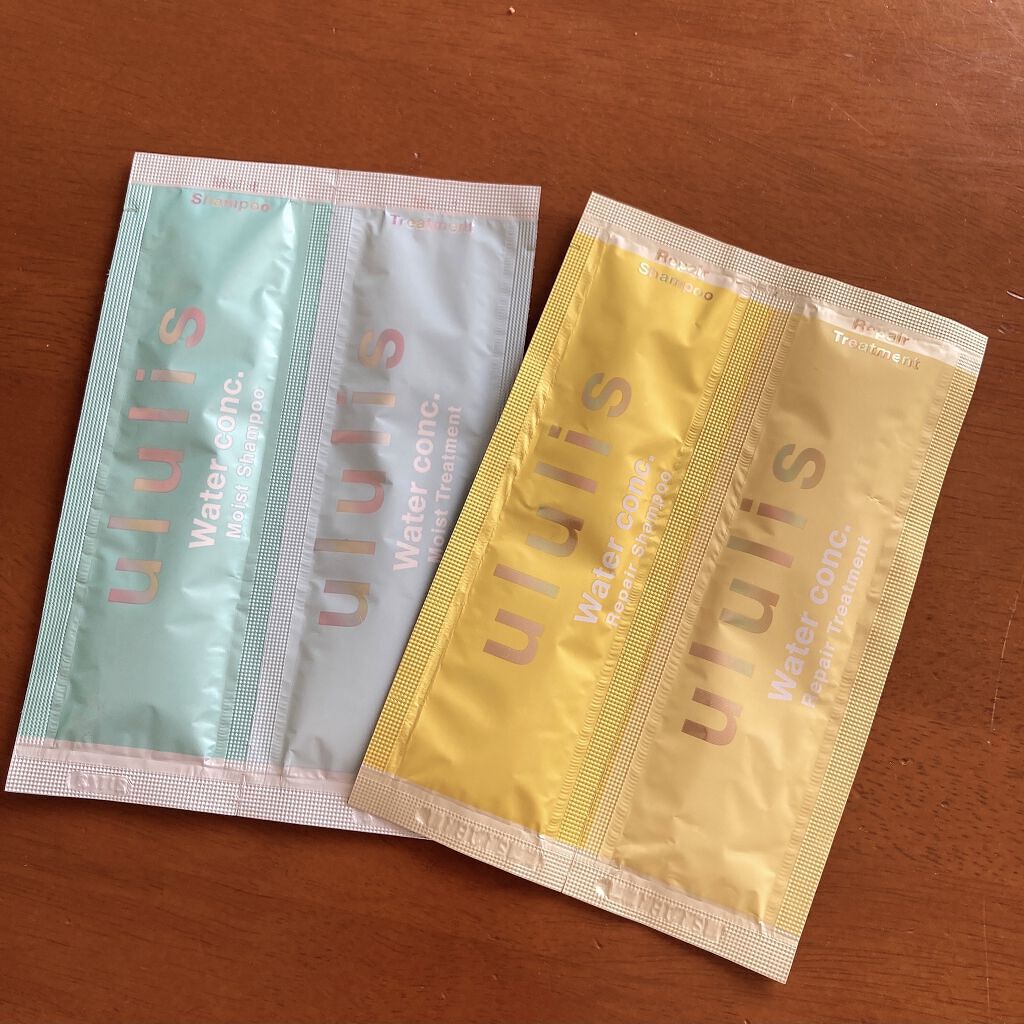 Shampoo
ululis
Water conc.
Moist Shampoo
Treatment
ululis
Water conc.
Moist Treatment
Repair
Shampoo
ululis
Water conc.
Repair Shampoo
Repair
Treatment
ululis
Water conc.
Repair Treatment